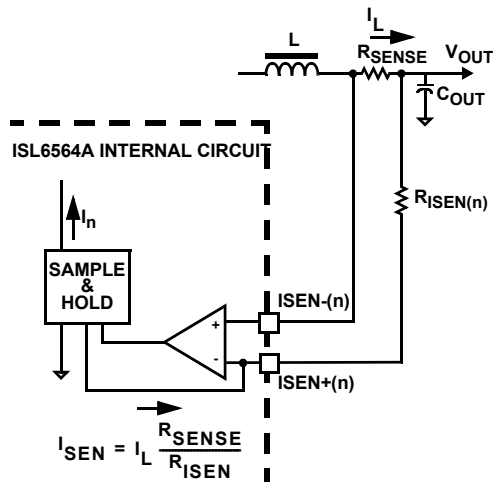 I_L
L
R_SENSE
V_OUT
C_OUT
ISL6564A INTERNAL CIRCUIT
R_ISEN(n)
I_n
SAMPLE
&
HOLD
ISEN-(n)
+
-
ISEN+(n)
I_SEN = I_L R_SENSE / R_ISEN